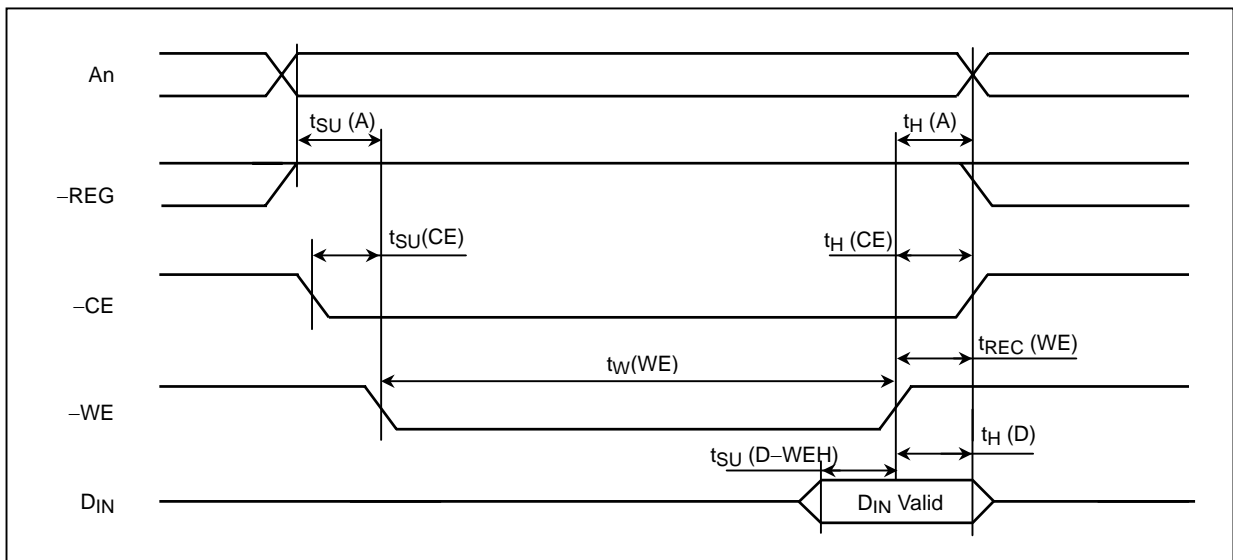 An
tSU (A)
tH (A)
−REG
tSU(CE)
tH (CE)
−CE
tREC (WE)
tW(WE)
−WE
tH (D)
tSU (D−WEH)
DIN
DIN Valid